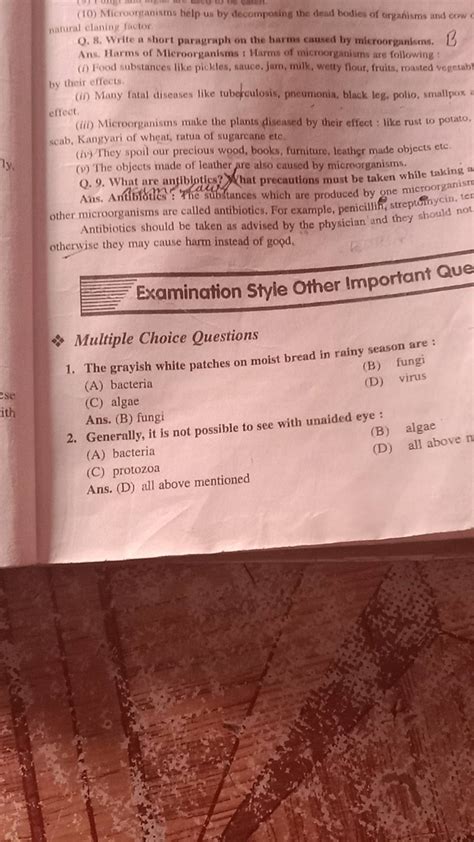 (10) Microorganisms help us by decomposing the dead bodies of organisms and cow
natural claning factor.
Q. 8. Write a short paragraph on the harms caused by microorganisms. B
Ans. Harms of Microorganisms : Harms of microorganisms are following :
(i) Food substances like pickles, sauce, jam, milk, wetty flour, fruits, roasted vegetabl
by their effects.
(ii) Many fatal diseases like tuberculosis, pneumonia, black leg, polio, smallpox
effect.
(iii) Microorganisms make the plants diseased by their effect : like rust to potato,
scab, Kangyari of wheat, ratua of sugarcane etc.
(iv) They spoil our precious wood, books, furniture, leather made objects etc.
(v) The objects made of leather are also caused by microorganisms.
Q. 9. What are antibiotics? What precautions must be taken while taking a
Ans. Antibiotics : The substances which are produced by one microorganism
other microorganisms are called antibiotics. For example, penicillin, streptomycin, ter
Antibiotics should be taken as advised by the physician and they should not
otherwise they may cause harm instead of good.
Examination Style Other Important Que
❖ Multiple Choice Questions
1. The grayish white patches on moist bread in rainy season are :
(A) bacteria (B) fungi
(C) algae (D) virus
Ans. (B) fungi
2. Generally, it is not possible to see with unaided eye :
(A) bacteria (B) algae
(C) protozoa (D) all above m
Ans. (D) all above mentioned
ly,
ese
ith